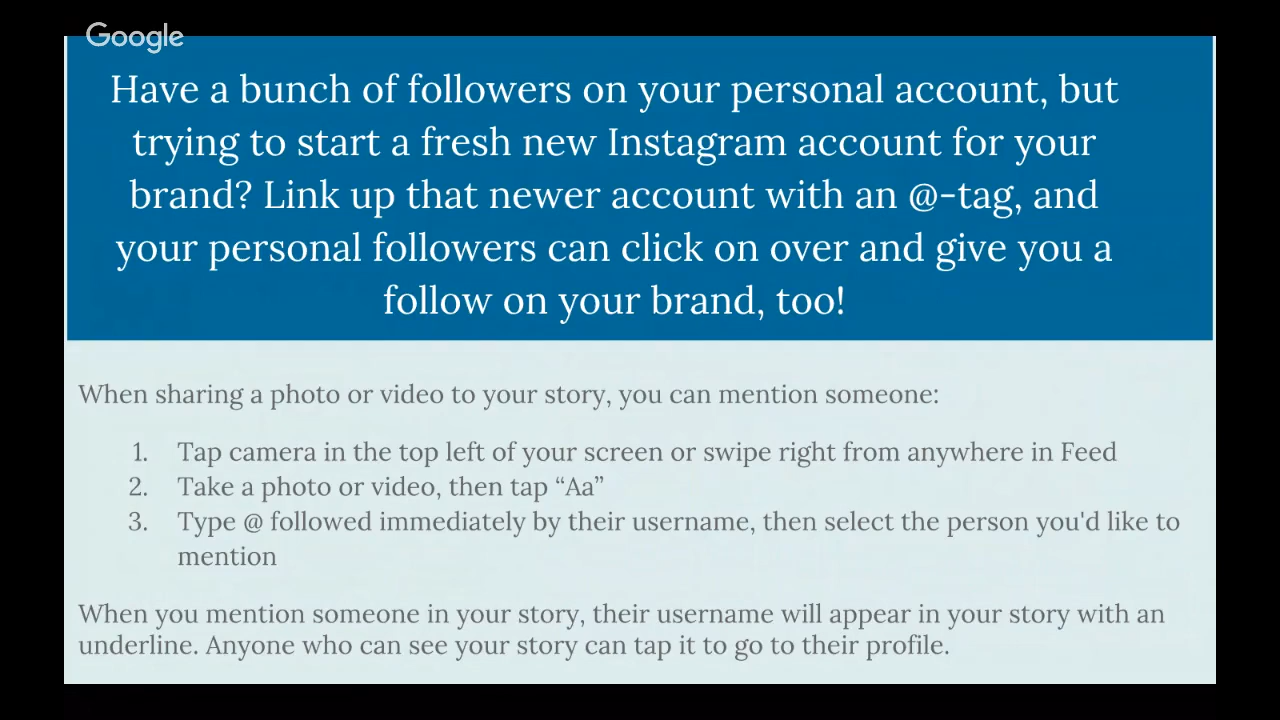 Google
Have a bunch of followers on your personal account, but
trying to start a fresh new Instagram account for your
brand? Link up that newer account with an @-tag, and
your personal followers can click on over and give you a
follow on your brand, too!
When sharing a photo or video to your story, you can mention someone:
1. Tap camera in the top left of your screen or swipe right from anywhere in Feed
2. Take a photo or video, then tap “Aa”
3. Type @ followed immediately by their username, then select the person you'd like to
mention
When you mention someone in your story, their username will appear in your story with an
underline. Anyone who can see your story can tap it to go to their profile.